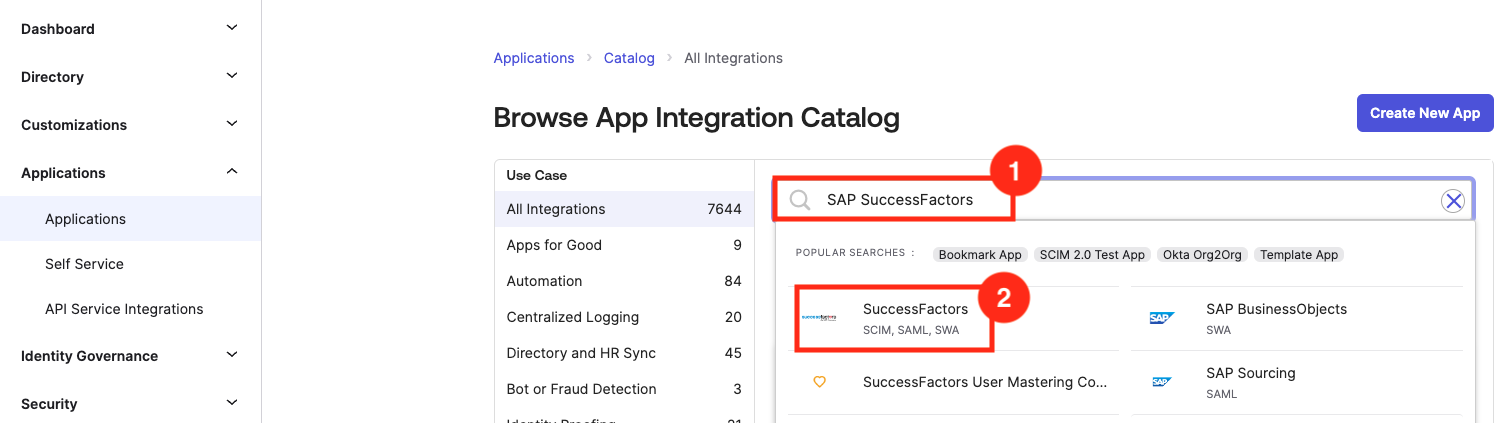 Dashboard
Directory
Customizations
Applications
Applications
Self Service
API Service Integrations
Identity Governance
Security
Applications > Catalog > All Integrations
Browse App Integration Catalog
Create New App
Use Case
All Integrations 7644
Apps for Good 9
Automation 84
Centralized Logging 20
Directory and HR Sync 45
Bot or Fraud Detection 3
1
SAP SuccessFactors
POPULAR SEARCHES : Bookmark App SCIM 2.0 Test App Okta Org2Org Template App
2
successfactors
SuccessFactors
SCIM, SAML, SWA
SAP
SAP BusinessObjects
SWA
SuccessFactors User Mastering Co...
SAP
SAP Sourcing
SAML